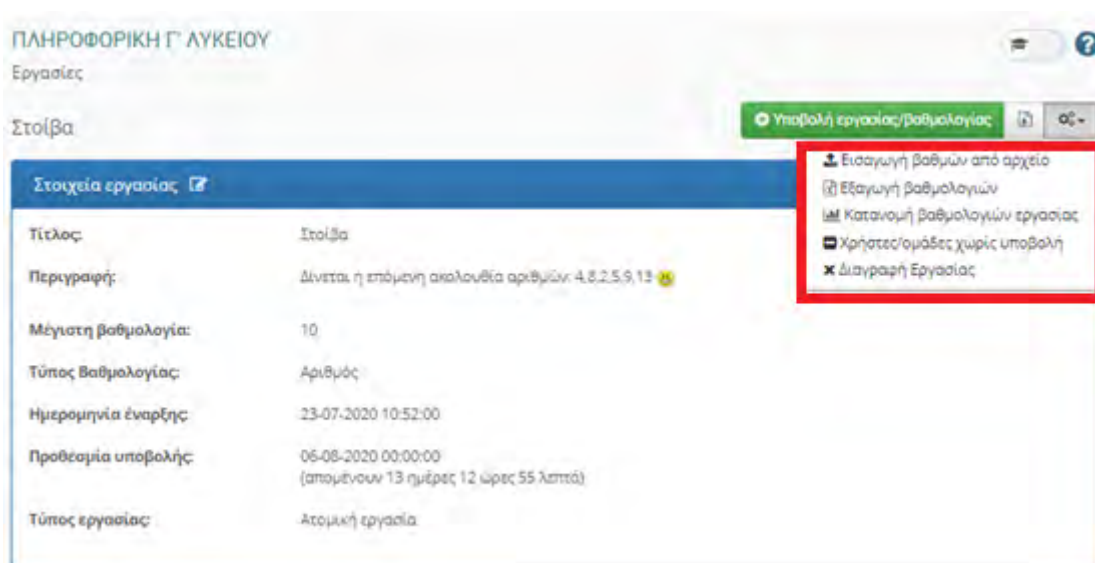 ΠΛΗΡΟΦΟΡΙΚΗ Γ' ΛΥΚΕΙΟΥ
Εργασίες
Στοίβα
Υποβολή εργασίας/βαθμολογίας
Εισαγωγή βαθμών από αρχείο
Εξαγωγή βαθμολογιών
Κατανομή βαθμολογιών εργασίας
Χρήστες/ομάδες χωρίς υποβολή
Διαγραφή Εργασίας
Στοιχεία εργασίας
Τίτλος: Στοίβα
Περιγραφή: Δίνεται η επόμενη ακολουθία αριθμών: 4,8,2,5,9,13
Μέγιστη βαθμολογία: 10
Τύπος Βαθμολογίας: Αριθμός
Ημερομηνία έναρξης: 23-07-2020 10:52:00
Προθεσμία υποβολής: 06-08-2020 00:00:00
(απομένουν 13 ημέρες 12 ώρες 55 λεπτά)
Τύπος εργασίας: Ατομική εργασία